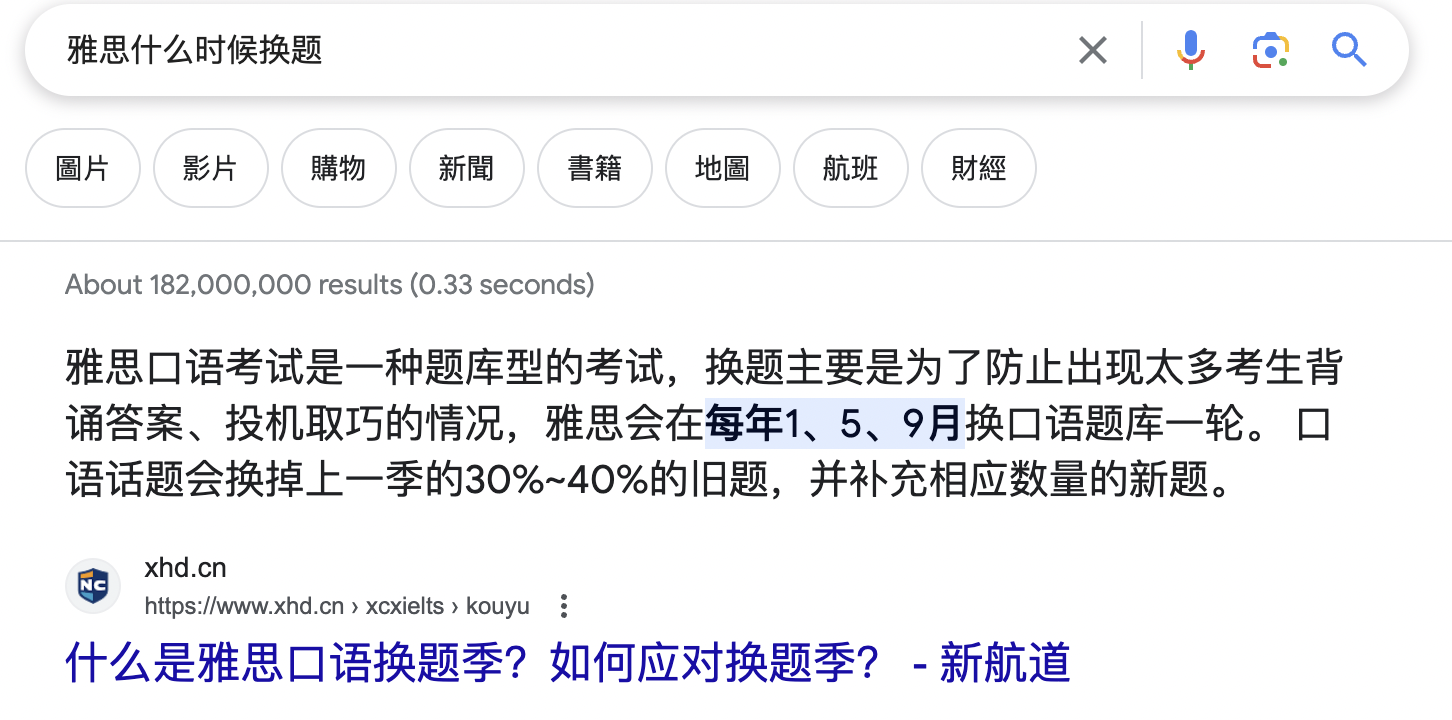 雅思什么时候换题
圖片 影片 購物 新聞 書籍 地圖 航班 財經
About 182,000,000 results (0.33 seconds)
雅思口语考试是一种题库型的考试，换题主要是为了防止出现太多考生背
诵答案、投机取巧的情况，雅思会在每年1、5、9月换口语题库一轮。 口
语话题会换掉上一季的30%~40%的旧题，并补充相应数量的新题。
NC
xhd.cn
https://www.xhd.cn › xcxielts › kouyu
什么是雅思口语换题季？如何应对换题季？ - 新航道